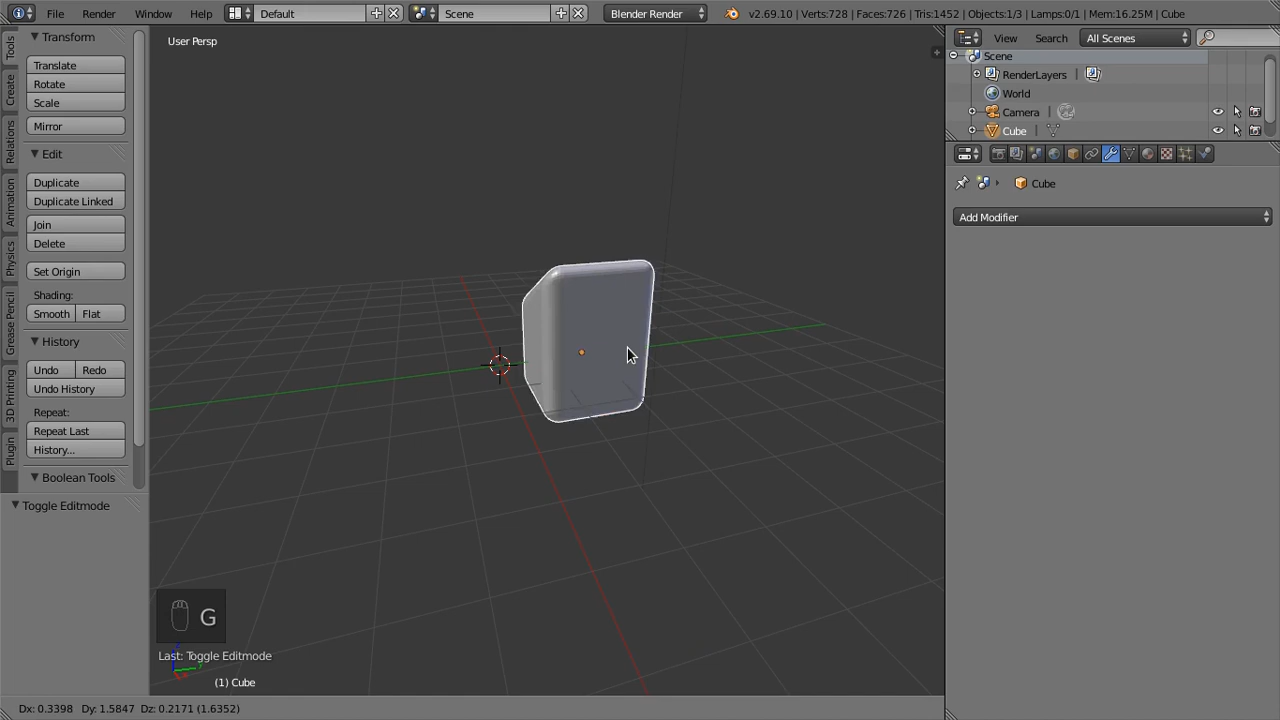 File Render Window Help Default Scene Blender Render v2.69.10 | Verts:728 | Faces:726 | Tris:1452 | Objects:1/3 | Lamps:0/1 | Mem:16.25M | Cube
Tools
Create
Relations
Animation
Physics
Grease Pencil
3D Printing
Plugin
Transform
Translate
Rotate
Scale
Mirror
Edit
Duplicate
Duplicate Linked
Join
Delete
Set Origin
Shading:
Smooth Flat
History
Undo Redo
Undo History
Repeat:
Repeat Last
History...
Boolean Tools
Toggle Editmode
User Persp
G
Last: Toggle Editmode
(1) Cube
Dx: 0.3398 Dy: 1.5847 Dz: 0.2171 (1.6352)
View Search All Scenes
Scene
RenderLayers
World
Camera
Cube
Cube
Add Modifier